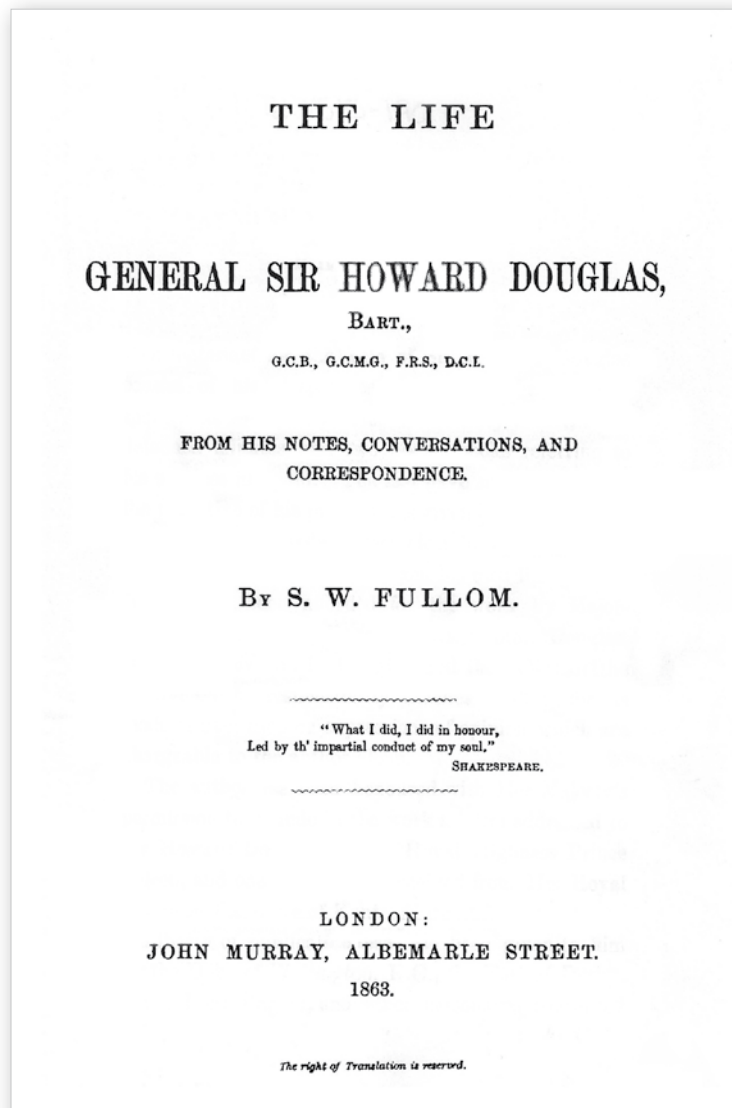 THE LIFE
GENERAL SIR HOWARD DOUGLAS,
BART.,
G.C.B., G.C.M.G., F.R.S., D.C.L.
FROM HIS NOTES, CONVERSATIONS, AND
CORRESPONDENCE.
BY S. W. FULLOM.
“What I did, I did in honour,
Led by th' impartial conduct of my soul.”
SHAKESPEARE.
LONDON:
JOHN MURRAY, ALBEMARLE STREET.
1863.
The right of Translation is reserved.